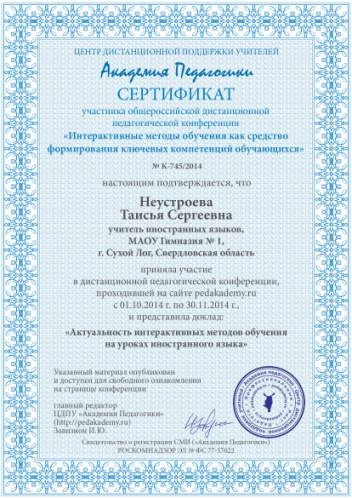 ЦЕНТР ДИСТАНЦИОННОЙ ПОДДЕРЖКИ УЧИТЕЛЕЙ
Академия Педагогики
СЕРТИФИКАТ
участника общероссийской дистанционной
педагогической конференции
«Интерактивные методы обучения как средство
формирования ключевых компетенций обучающихся»
№ К-745/2014
настоящим подтверждается, что
Неустроева
Таисья Сергеевна
учитель иностранных языков,
МАОУ Гимназия № 1,
г. Сухой Лог, Свердловская область
приняла участие
в дистанционной педагогической конференции,
проходившей на сайте pedakademy.ru
с 01.10.2014 г. по 30.11.2014 г.,
и представила доклад:
«Актуальность интерактивных методов обучения
на уроках иностранного языка»
Указанный материал опубликован
и доступен для свободного ознакомления
на странице конференции
главный редактор
ЦДПУ «Академия Педагогики»
(http://pedakademy.ru)
Завизион И.Ю.
Свидетельство о регистрации СМИ («Академия Педагогики»)
РОСКОМНАДЗОР ЭЛ № ФС 77-57022